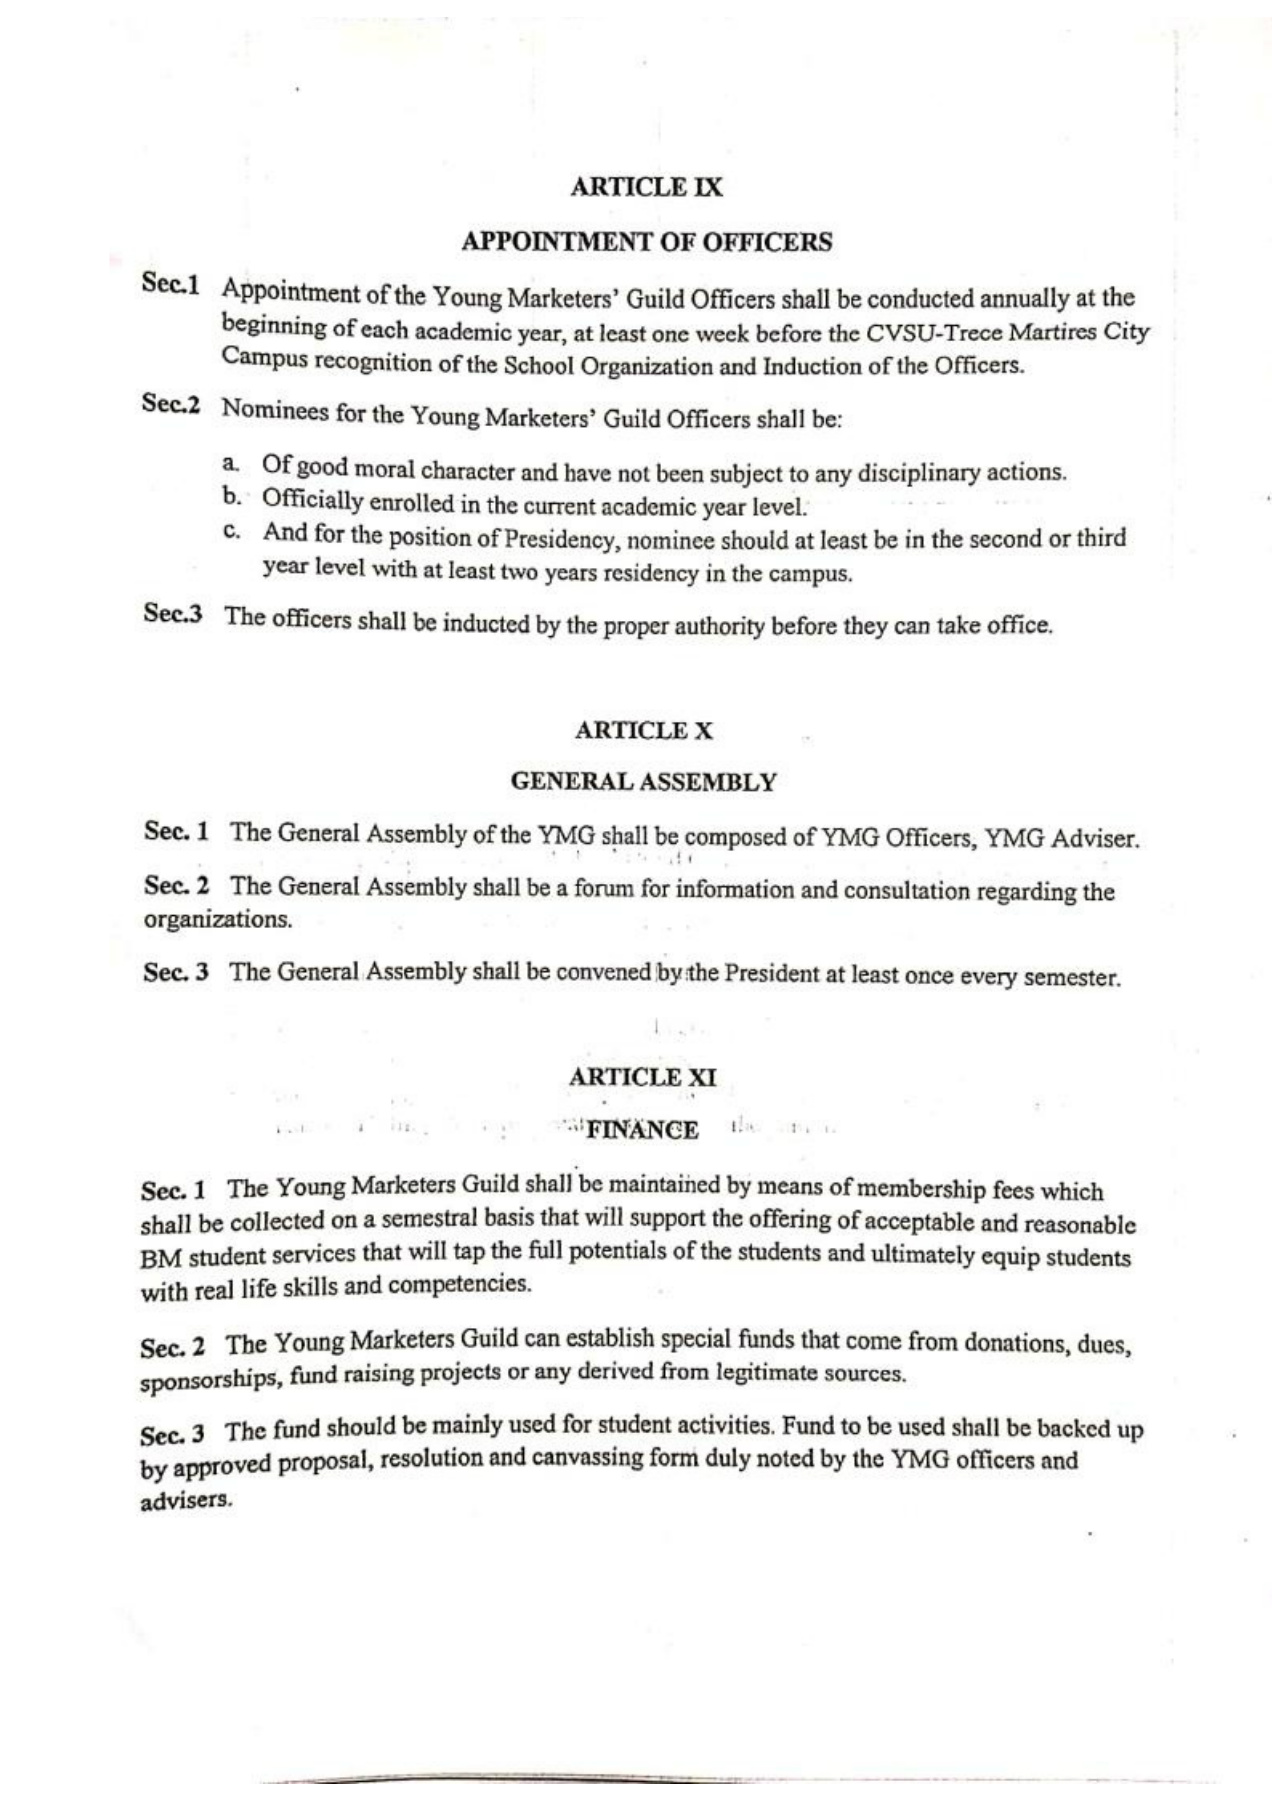 ARTICLE IX
APPOINTMENT OF OFFICERS
Sec.1 Appointment of the Young Marketers' Guild Officers shall be conducted annually at the
beginning of each academic year, at least one week before the CVSU-Trece Martires City
Campus recognition of the School Organization and Induction of the Officers.
Sec.2 Nominees for the Young Marketers' Guild Officers shall be:
a. Of good moral character and have not been subject to any disciplinary actions.
b. Officially enrolled in the current academic year level.
c. And for the position of Presidency, nominee should at least be in the second or third
year level with at least two years residency in the campus.
Sec.3 The officers shall be inducted by the proper authority before they can take office.
ARTICLE X
GENERAL ASSEMBLY
Sec. 1 The General Assembly of the YMG shall be composed of YMG Officers, YMG Adviser.
Sec. 2 The General Assembly shall be a forum for information and consultation regarding the
organizations.
Sec. 3 The General Assembly shall be convened by the President at least once every semester.
ARTICLE XI
FINANCE
Sec. 1 The Young Marketers Guild shall be maintained by means of membership fees which
shall be collected on a semestral basis that will support the offering of acceptable and reasonable
BM student services that will tap the full potentials of the students and ultimately equip students
with real life skills and competencies.
Sec. 2 The Young Marketers Guild can establish special funds that come from donations, dues,
sponsorships, fund raising projects or any derived from legitimate sources.
Sec. 3 The fund should be mainly used for student activities. Fund to be used shall be backed up
by approved proposal, resolution and canvassing form duly noted by the YMG officers and
advisers.